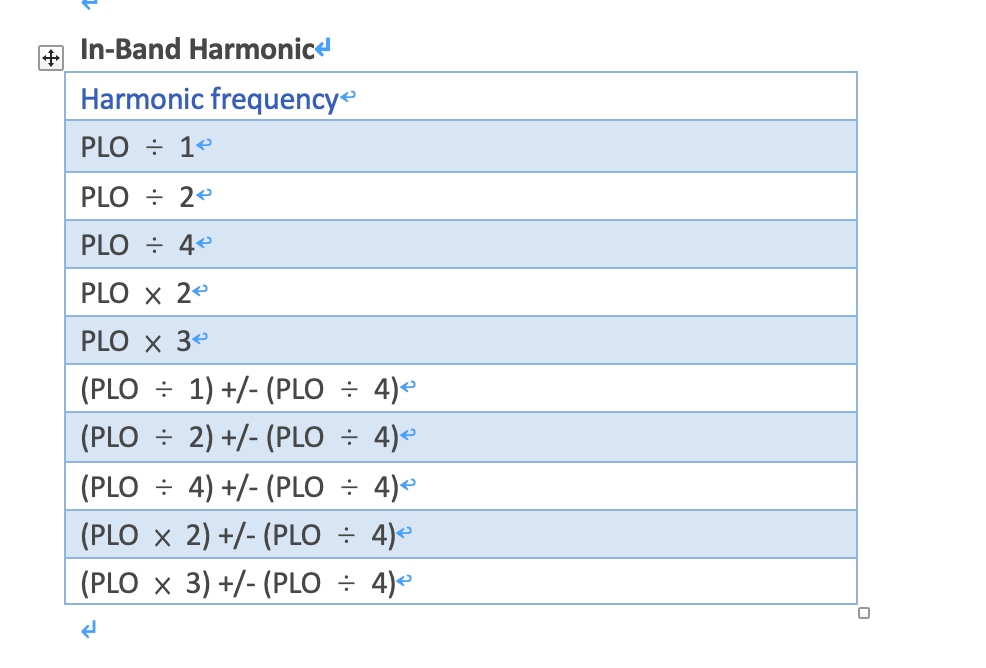 In-Band Harmonic
Harmonic frequency
PLO ÷ 1
PLO ÷ 2
PLO ÷ 4
PLO × 2
PLO × 3
(PLO ÷ 1) +/- (PLO ÷ 4)
(PLO ÷ 2) +/- (PLO ÷ 4)
(PLO ÷ 4) +/- (PLO ÷ 4)
(PLO × 2) +/- (PLO ÷ 4)
(PLO × 3) +/- (PLO ÷ 4)